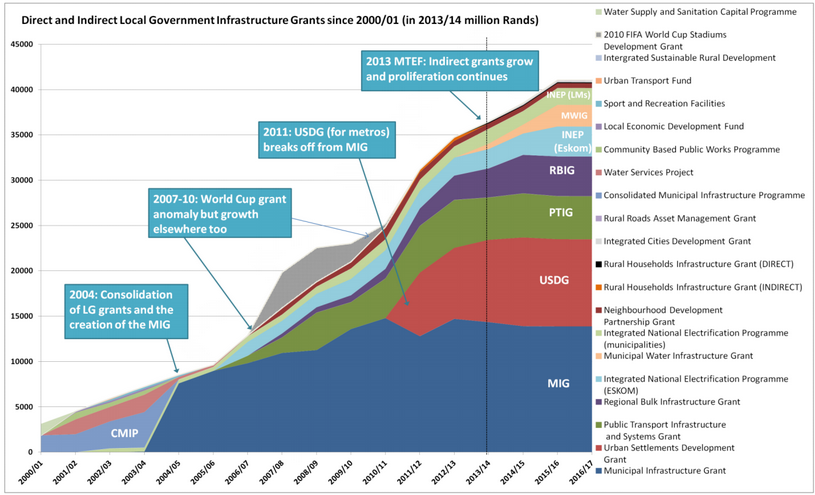 Direct and Indirect Local Government Infrastructure Grants since 2000/01 (in 2013/14 million Rands)
45000
40000
35000
30000
25000
20000
15000
10000
5000
0
2000/01
2001/02
2002/03
2003/04
2004/05
2005/06
2006/07
2007/08
2008/09
2009/10
2010/11
2011/12
2012/13
2013/14
2014/15
2015/16
2016/17
2004: Consolidation
of LG grants and the
creation of the MIG
2007-10: World Cup grant
anomaly but growth
elsewhere too
2011: USDG (for metros)
breaks off from MIG
2013 MTEF: Indirect grants grow
and proliferation continues
CMIP
INEP (LMs)
MWIG
INEP
(Eskom)
RBIG
PTIG
USDG
MIG
Water Supply and Sanitation Capital Programme
2010 FIFA World Cup Stadiums
Development Grant
Intergrated Sustainable Rural Development
Urban Transport Fund
Sport and Recreation Facilities
Local Economic Development Fund
Community Based Public Works Programme
Water Services Project
Consolidated Municipal Infrastructure Programme
Rural Roads Asset Management Grant
Integrated Cities Development Grant
Rural Households Infrastructure Grant (DIRECT)
Rural Households Infrastructure Grant (INDIRECT)
Neighbourhood Development
Partnership Grant
Integrated National Electrification Programme
(municipalities)
Municipal Water Infrastructure Grant
Integrated National Electrification Programme
(ESKOM)
Regional Bulk Infrastructure Grant
Public Transport Infrastructure
and Systems Grant
Urban Settlements Development
Grant
Municipal Infrastructure Grant